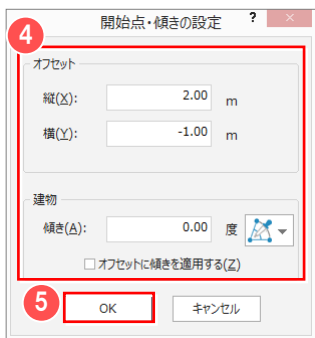 4
開始点・傾きの設定 ? ×
オフセット
縦(X): 2.00 m
横(Y): -1.00 m
建物
傾き(A): 0.00 度
オフセットに傾きを適用する(Z)
5
OK キャンセル